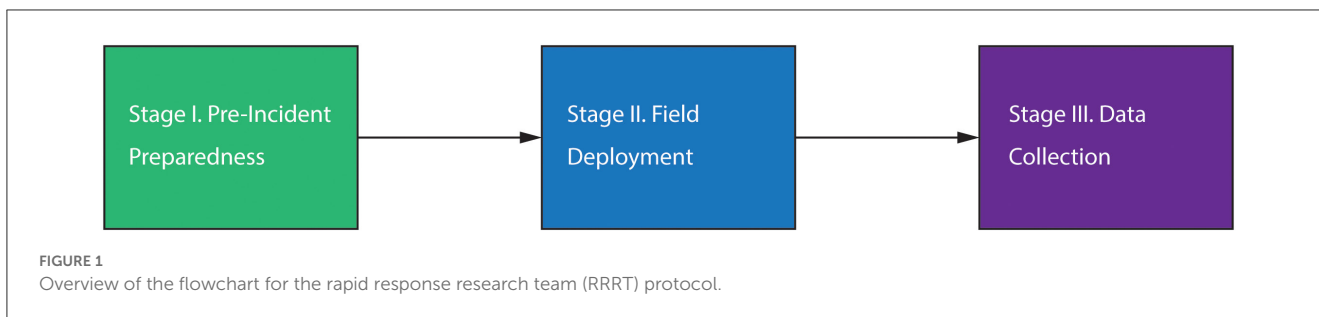 Stage I. Pre-Incident
Preparedness
Stage II. Field
Deployment
Stage III. Data
Collection
FIGURE 1
Overview of the flowchart for the rapid response research team (RRRT) protocol.